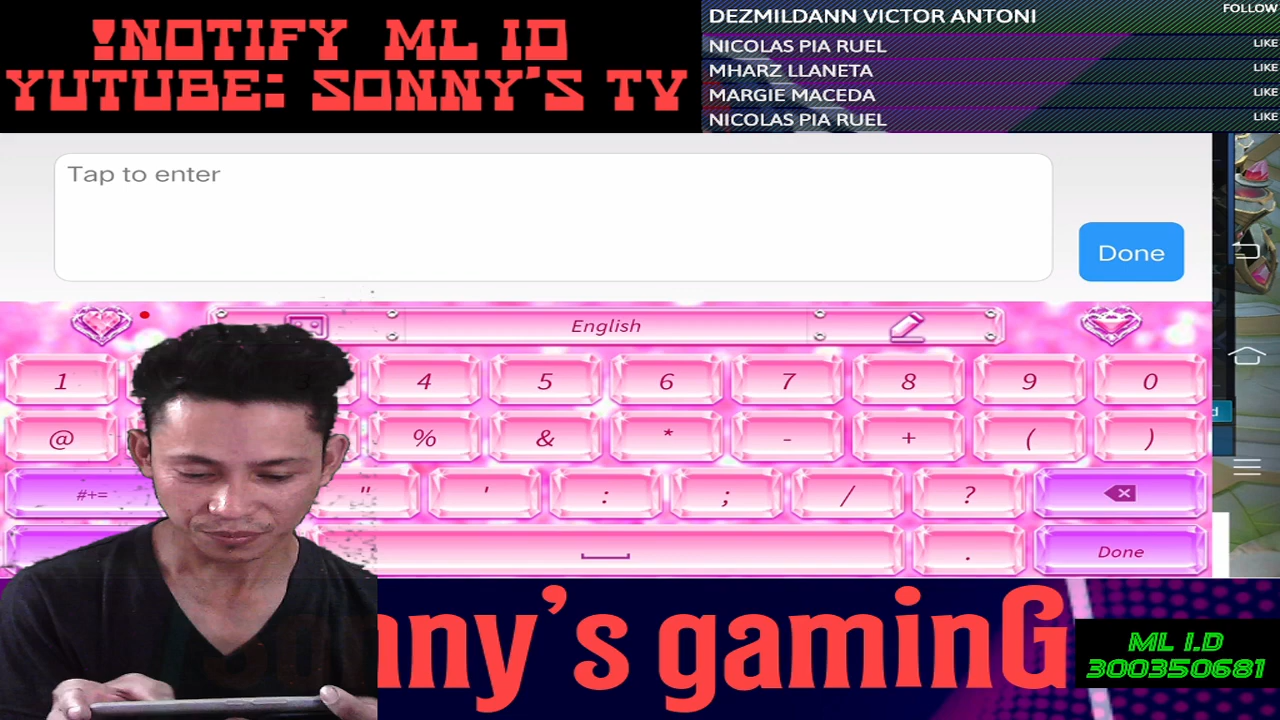 !NOTIFY ML ID
YUTUBE: SONNY'S TV
DEZMILDANN VICTOR ANTONI FOLLOW
NICOLAS PIA RUEL LIKE
MHARZ LLANETA LIKE
MARGIE MACEDA LIKE
NICOLAS PIA RUEL LIKE
Tap to enter
Done
English
1 3 4 5 6 7 8 9 0
@ % & * - + ( )
#+= " ' : ; / ?
. Done
nny's gaminG
ML I.D
300350681